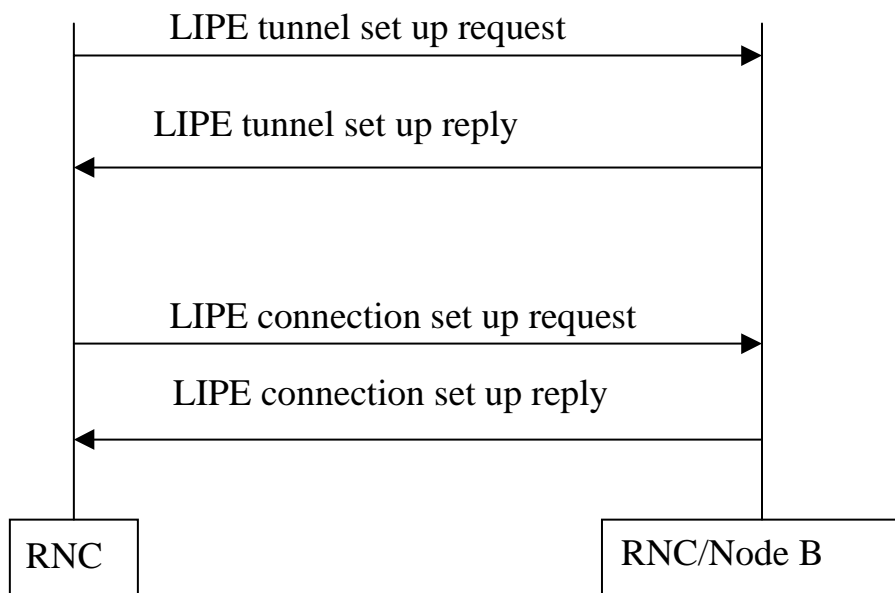 LIPE tunnel set up request
LIPE tunnel set up reply
LIPE connection set up request
LIPE connection set up reply
RNC
RNC/Node B